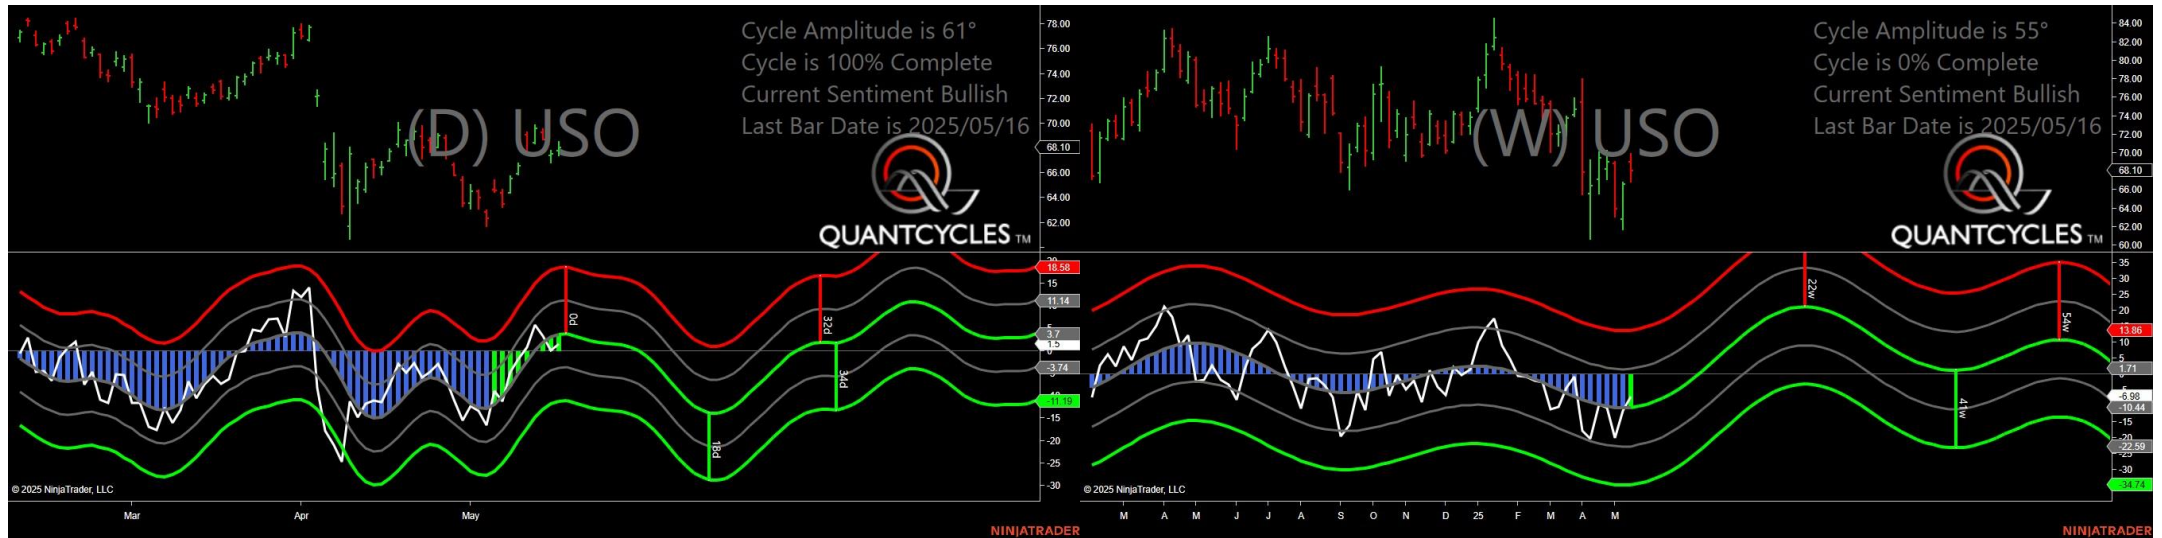 Cycle Amplitude is 61°
Cycle is 100% Complete
Current Sentiment Bullish
Last Bar Date is 2025/05/16
(D) USO
QUANTCYCLES TM
78.00
76.00
74.00
72.00
70.00
68.10
66.00
64.00
62.00
18.58
15
11.14
3.7
1.5
-3.74
-11.19
-15
-20
-25
-30
0d
32d
34d
18d
© 2025 NinjaTrader, LLC
Mar Apr May
NINJATRADER
Cycle Amplitude is 55°
Cycle is 0% Complete
Current Sentiment Bullish
Last Bar Date is 2025/05/16
(W) USO
QUANTCYCLES TM
84.00
82.00
80.00
78.00
76.00
74.00
72.00
70.00
68.10
66.00
64.00
62.00
60.00
35
30
25
20
13.86
10
5
1.71
-6.98
-10.44
-15
-22.59
-30
-34.74
22w
54w
41w
© 2025 NinjaTrader, LLC
M A M J J A S O N D 25 F M A M
NINJATRADER